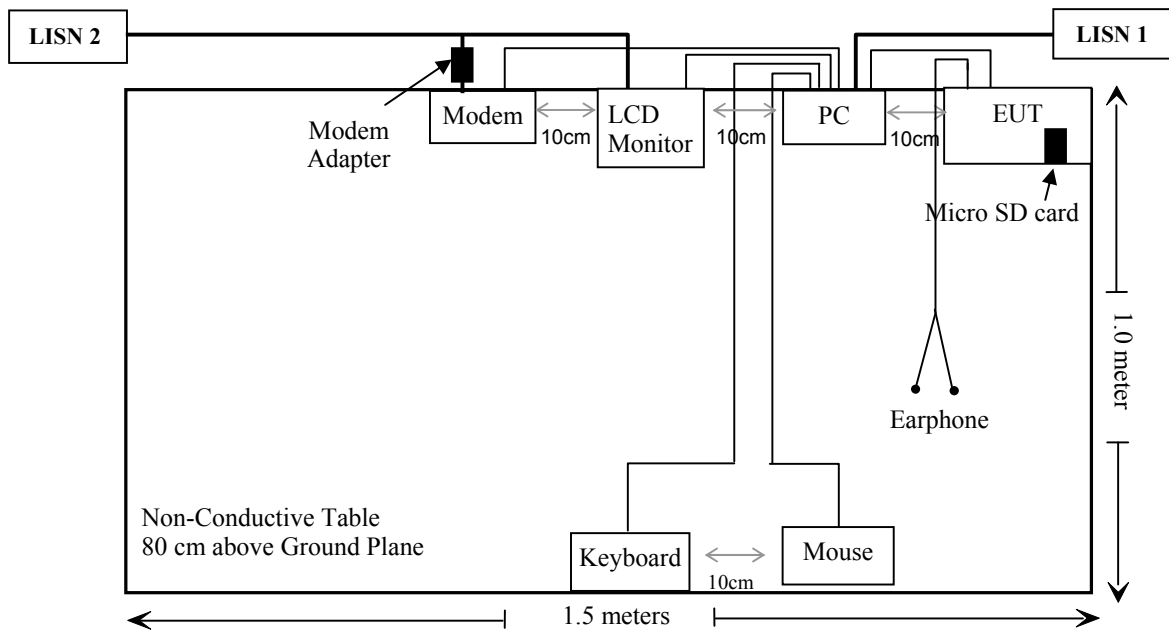 LISN 2
LISN 1
Modem
Adapter
Modem
10cm
LCD
Monitor
10cm
PC
10cm
EUT
Micro SD card
1.0 meter
Earphone
Non-Conductive Table
80 cm above Ground Plane
Keyboard
10cm
Mouse
1.5 meters